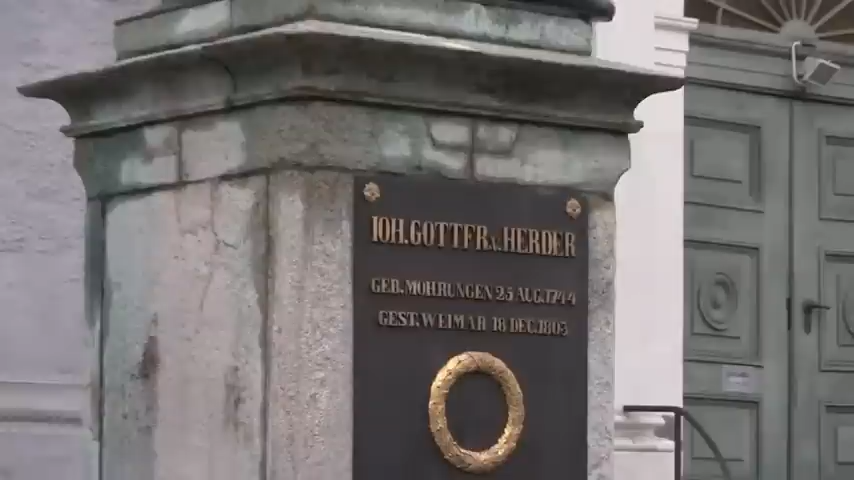 IOH. GOTTFR. v. HERDER
GEB. MOHRUNGEN 25 AUG. 1744
GEST. WEIMAR 18 DEC. 1803